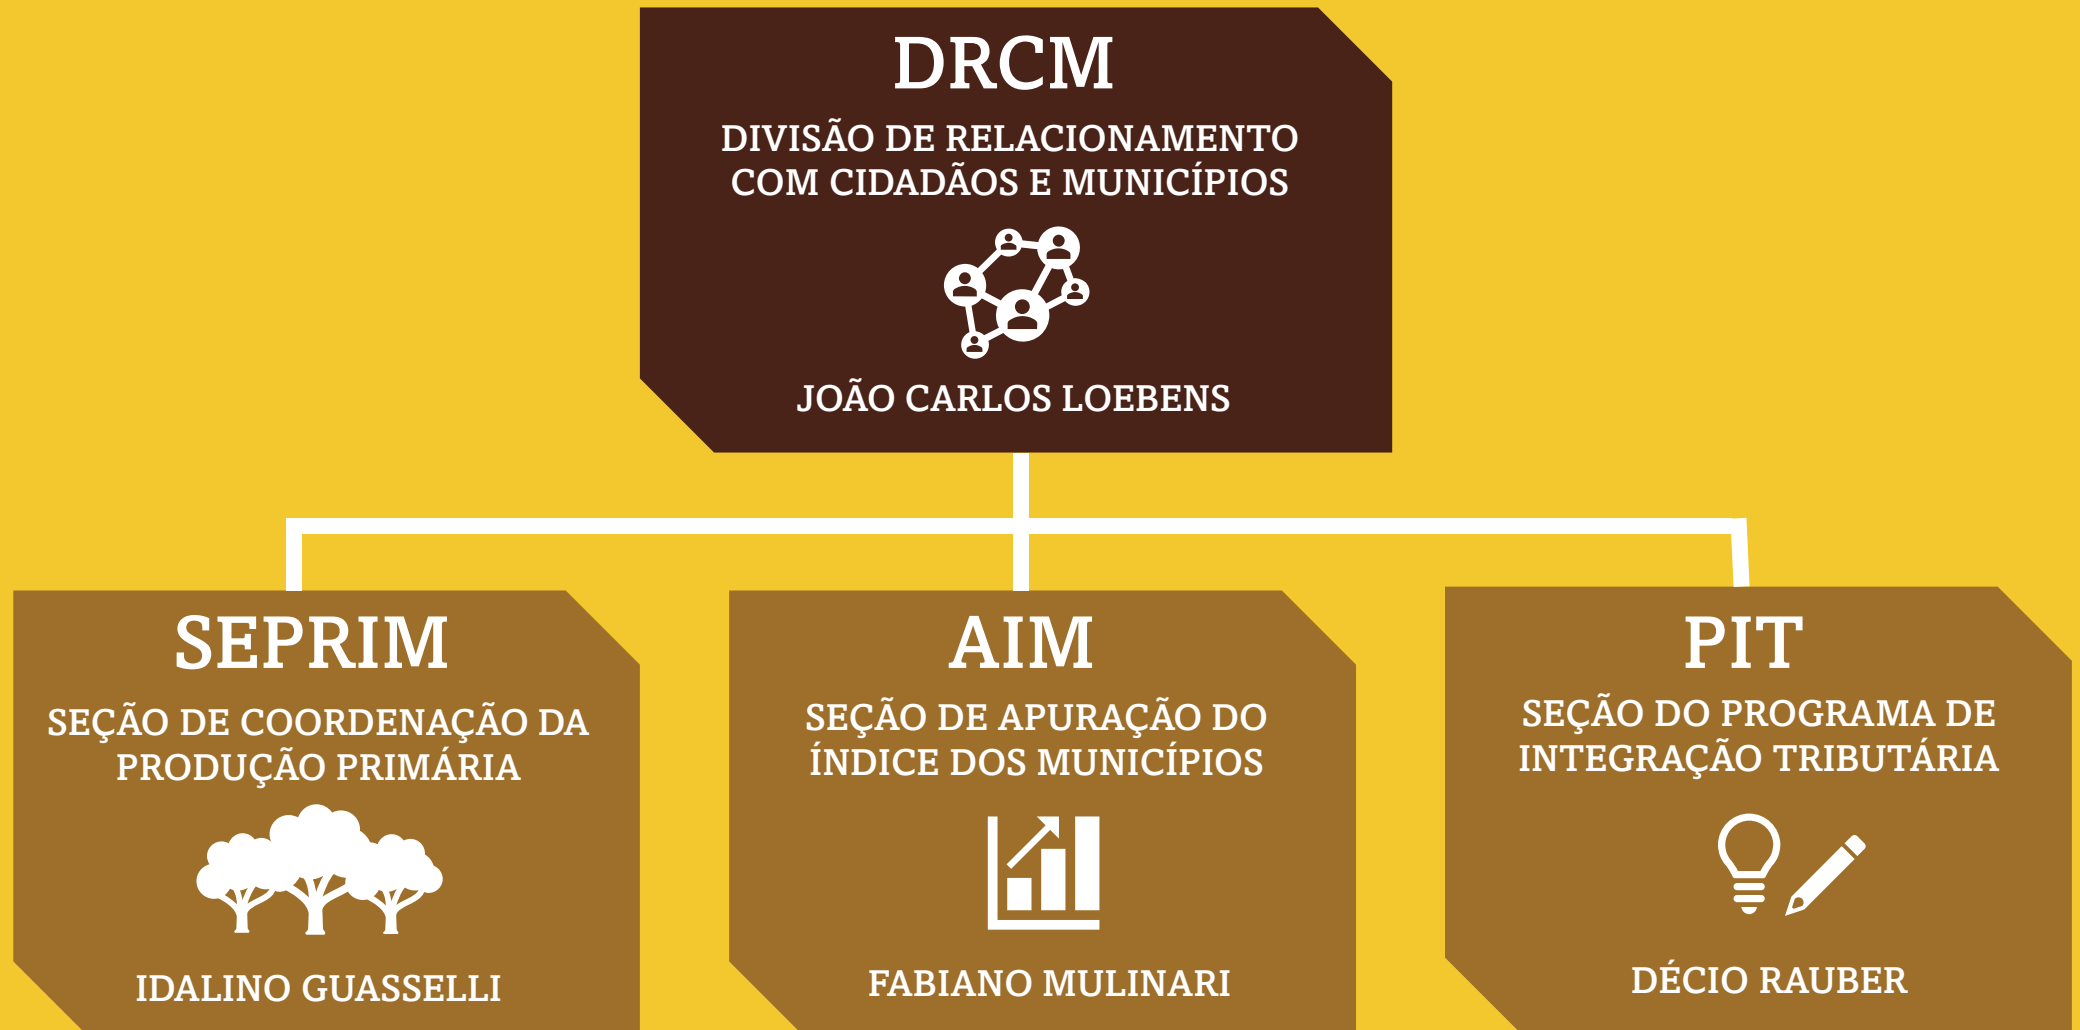 DRCM
DIVISÃO DE RELACIONAMENTO
COM CIDADÃOS E MUNICÍPIOS
JOÃO CARLOS LOEBENS
SEPRIM
SEÇÃO DE COORDENAÇÃO DA
PRODUÇÃO PRIMÁRIA
IDALINO GUASSELLI
AIM
SEÇÃO DE APURAÇÃO DO
ÍNDICE DOS MUNICÍPIOS
FABIANO MULINARI
PIT
SEÇÃO DO PROGRAMA DE
INTEGRAÇÃO TRIBUTÁRIA
DÉCIO RAUBER